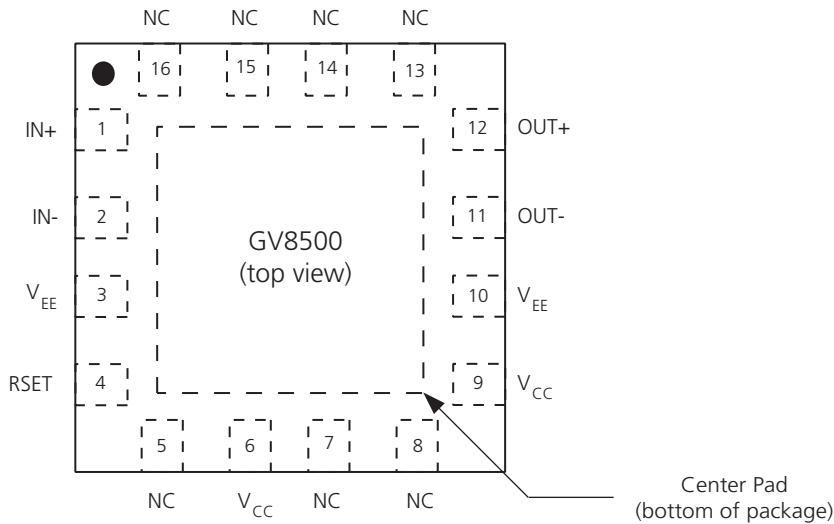 NC NC NC NC
16 15 14 13
IN+ 1 12 OUT+
IN- 2 11 OUT-
GV8500
(top view)
VEE 3 10 VEE
RSET 4 9 VCC
5 6 7 8
NC VCC NC NC
Center Pad
(bottom of package)